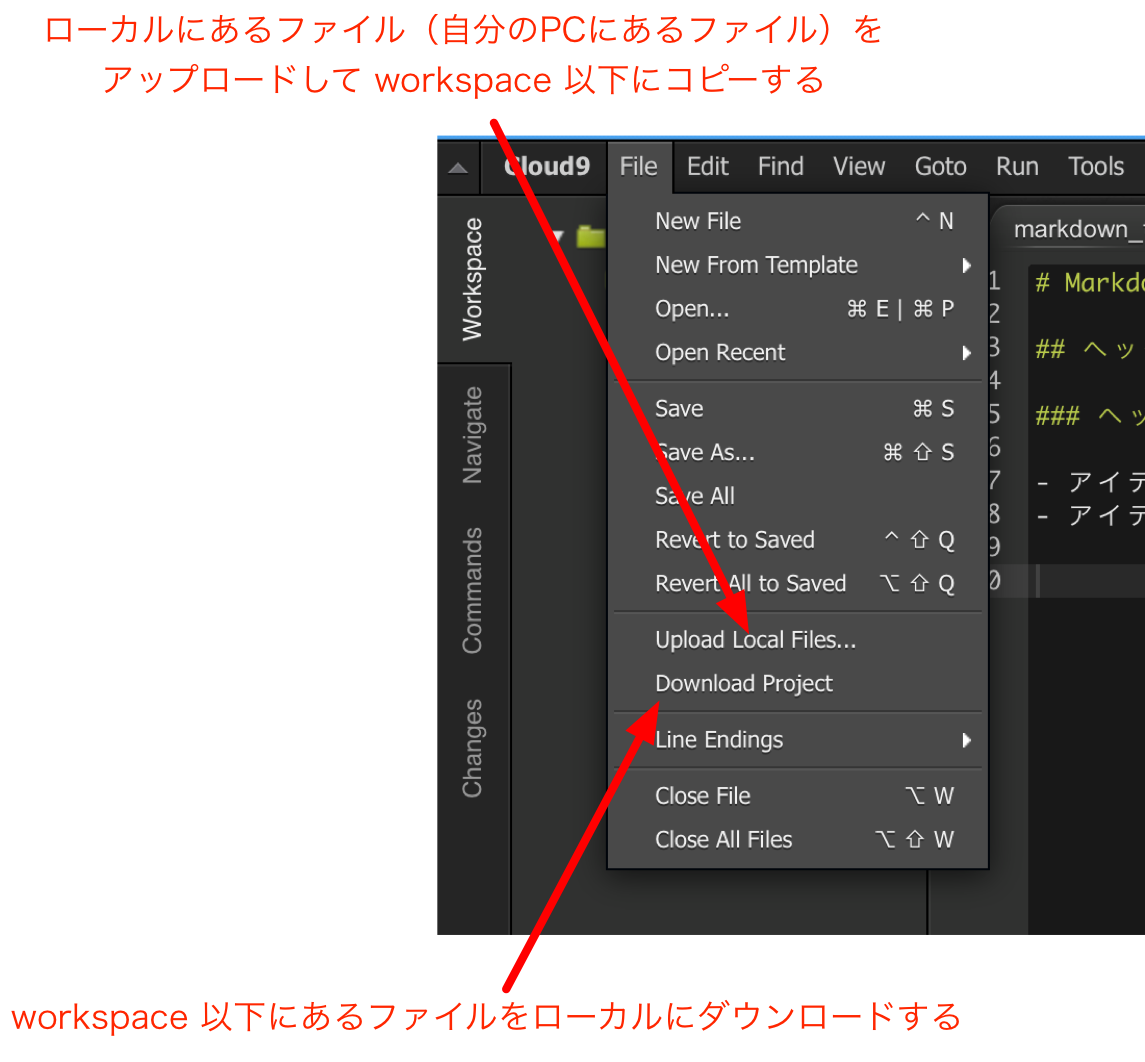 ローカルにあるファイル（自分のPCにあるファイル）を
アップロードして workspace 以下にコピーする
Cloud9 File Edit Find View Goto Run Tools
Workspace
Navigate
Commands
Changes
New File ^ N
New From Template
Open... ⌘ E | ⌘ P
Open Recent
Save ⌘ S
Save As... ⌘ ⇧ S
Save All
Revert to Saved ^ ⇧ Q
Revert All to Saved ⌥ ⇧ Q
Upload Local Files...
Download Project
Line Endings
Close File ⌥ W
Close All Files ⌥ ⇧ W
markdown_
1 # Markdo
2
3 ## ヘッ
4
5 ### ヘッ
6
7 - アイテ
8 - アイテ
9
0
workspace 以下にあるファイルをローカルにダウンロードする